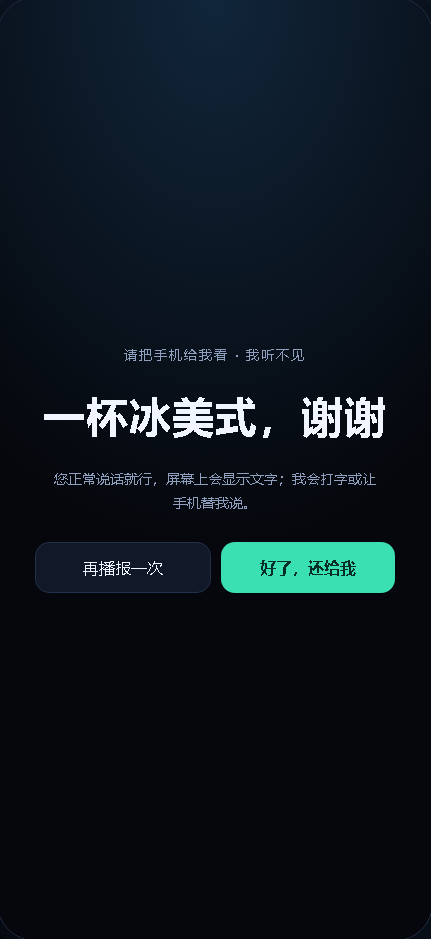 请把手机给我看 · 我听不见
一杯冰美式，谢谢
您正常说话就行，屏幕上会显示文字；我会打字或让
手机替我说。
再播报一次
好了，还给我